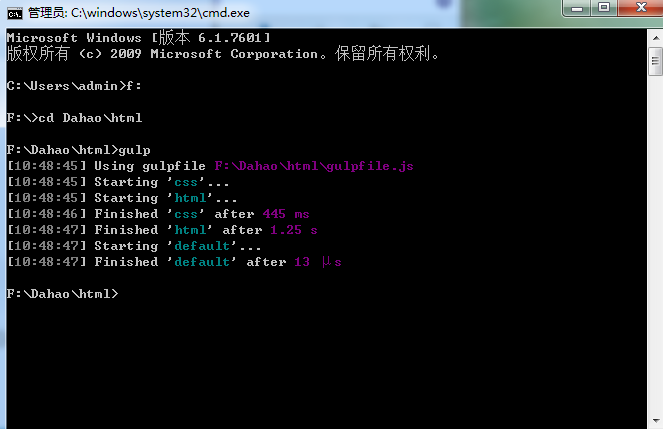 管理员: C:\windows\system32\cmd.exe
Microsoft Windows [版本 6.1.7601]
版权所有 (c) 2009 Microsoft Corporation。保留所有权利。
C:\Users\admin>f:
F:\>cd Dahao\html
F:\Dahao\html>gulp
[10:48:45] Using gulpfile F:\Dahao\html\gulpfile.js
[10:48:45] Starting 'css'...
[10:48:45] Starting 'html'...
[10:48:46] Finished 'css' after 445 ms
[10:48:47] Finished 'html' after 1.25 s
[10:48:47] Starting 'default'...
[10:48:47] Finished 'default' after 13 μs
F:\Dahao\html>